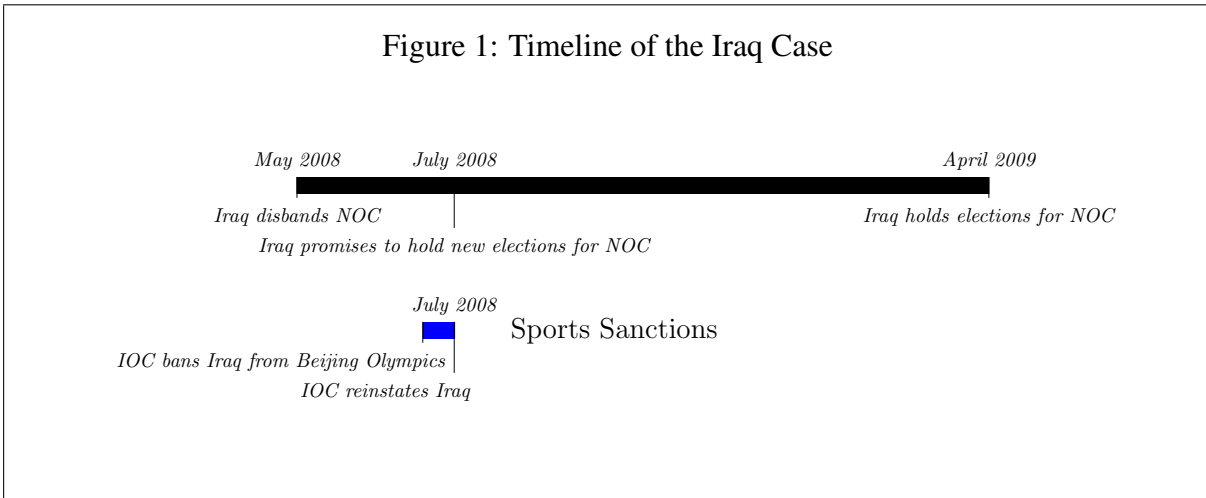 Figure 1: Timeline of the Iraq Case
May 2008 July 2008 April 2009
Iraq disbands NOC Iraq holds elections for NOC
Iraq promises to hold new elections for NOC
July 2008
Sports Sanctions
IOC bans Iraq from Beijing Olympics
IOC reinstates Iraq